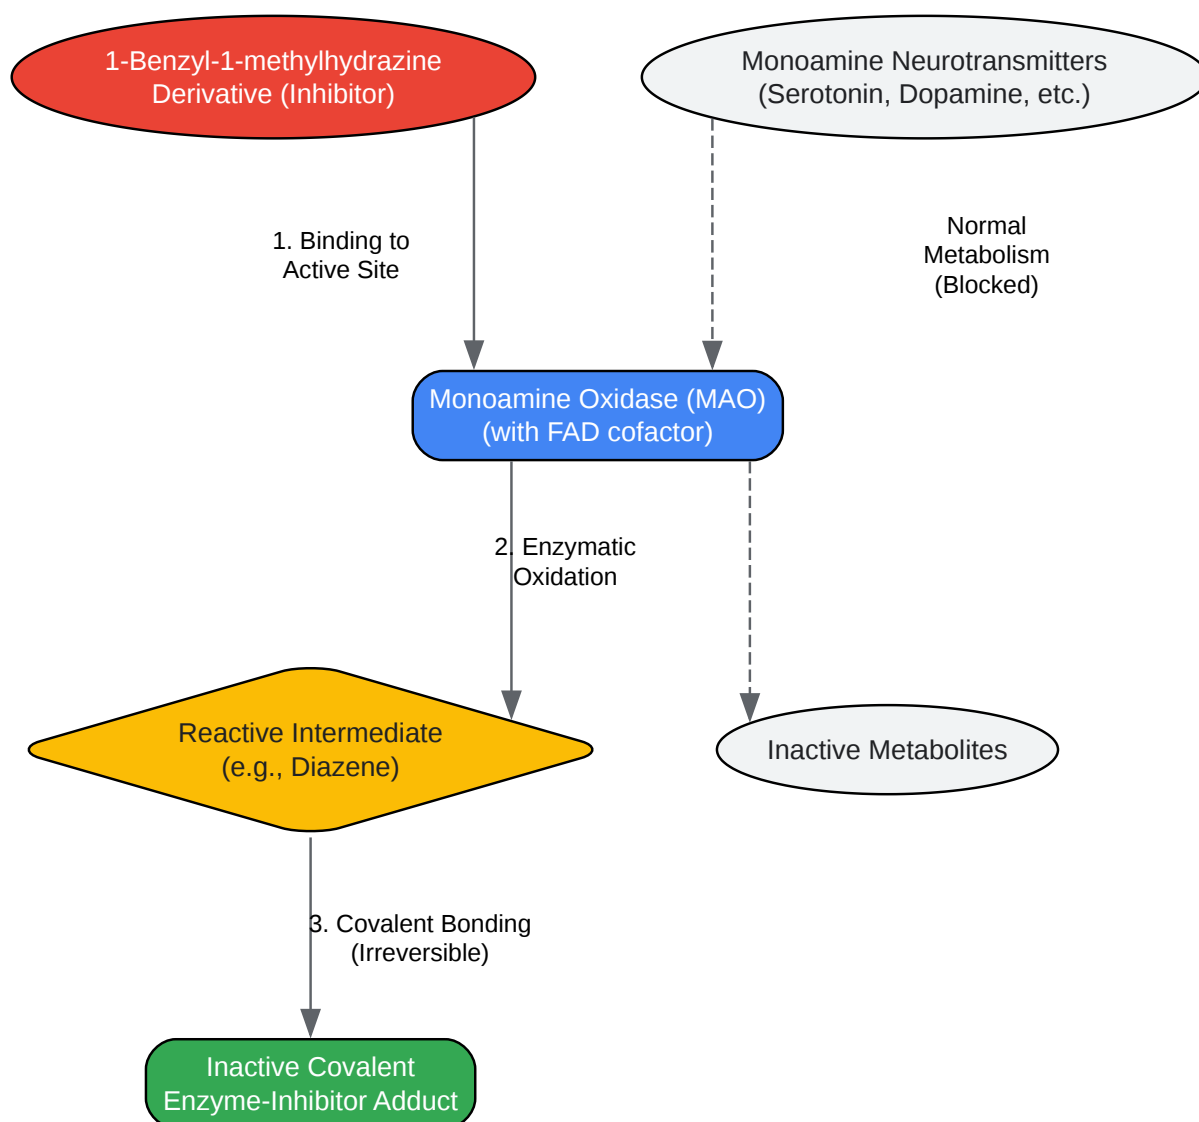 1-Benzyl-1-methylhydrazine
Derivative (Inhibitor)
Monoamine Neurotransmitters
(Serotonin, Dopamine, etc.)
1. Binding to
Active Site
Normal
Metabolism
(Blocked)
Monoamine Oxidase (MAO)
(with FAD cofactor)
2. Enzymatic
Oxidation
Reactive Intermediate
(e.g., Diazene)
Inactive Metabolites
3. Covalent Bonding
(Irreversible)
Inactive Covalent
Enzyme-Inhibitor Adduct